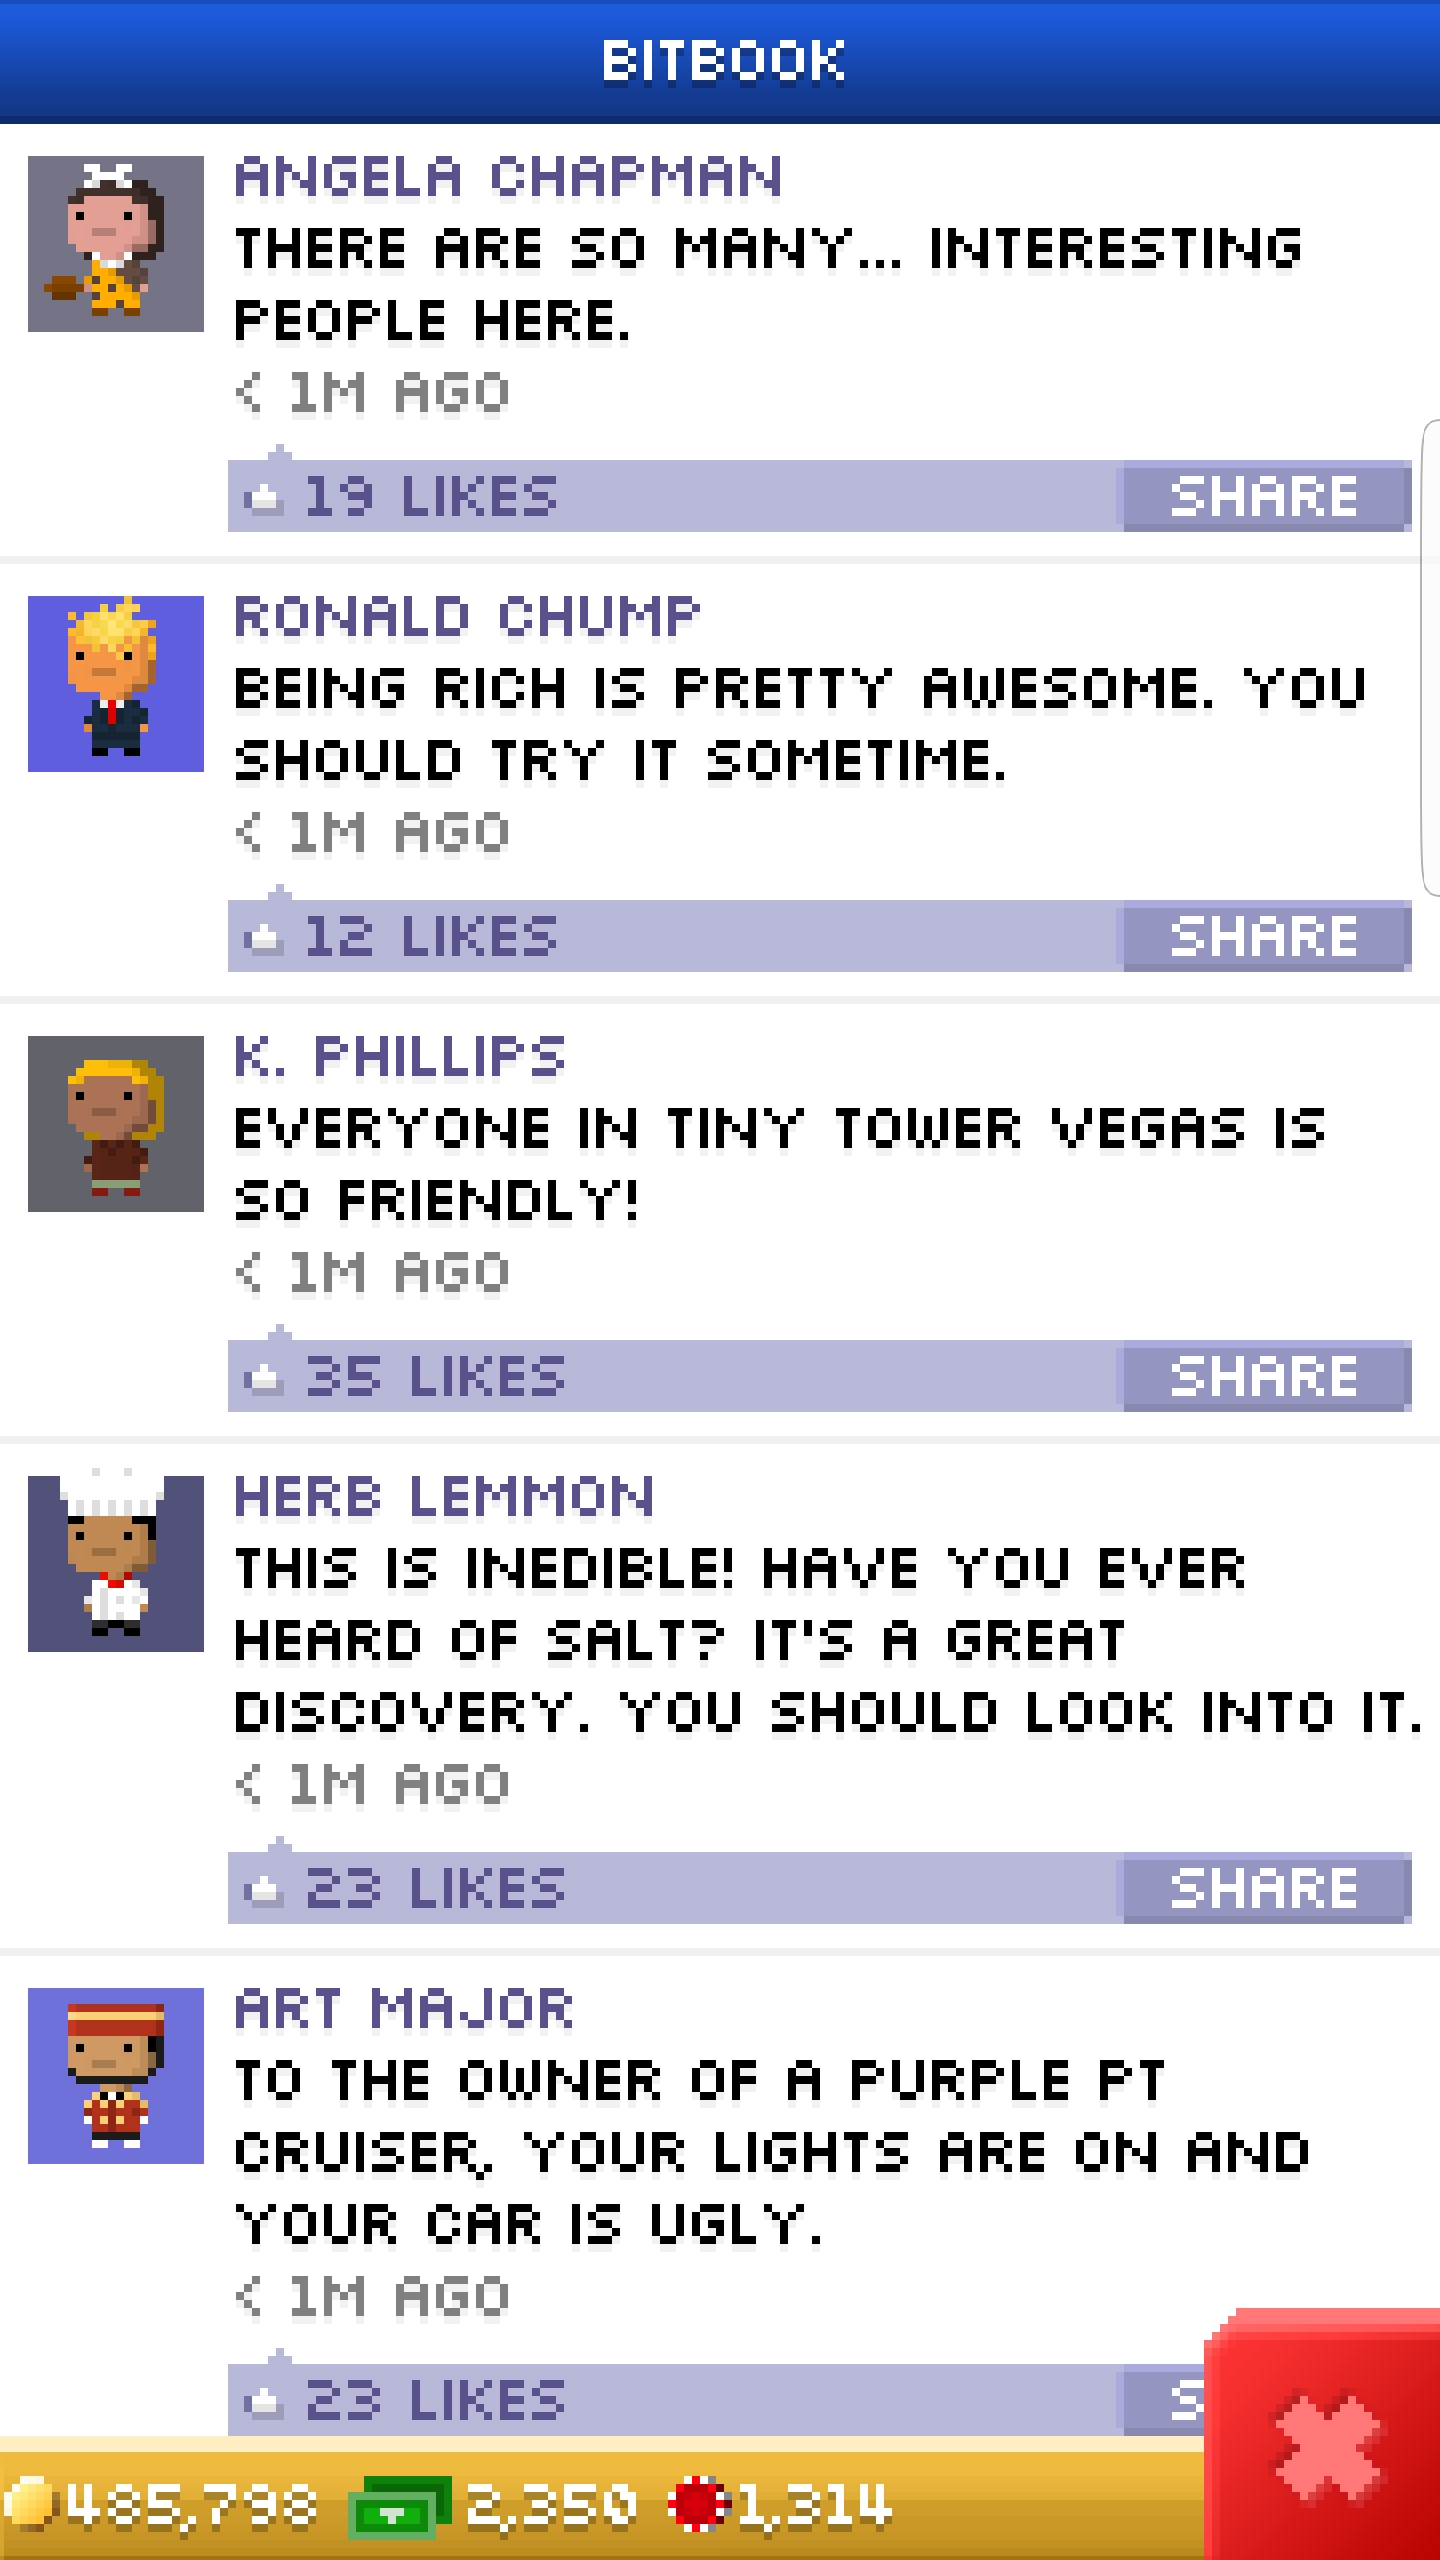 BITBOOK
ANGELA CHAPMAN
THERE ARE SO MANY... INTERESTING
PEOPLE HERE.
< 1M AGO
19 LIKES
SHARE
RONALD CHUMP
BEING RICH IS PRETTY AWESOME. YOU
SHOULD TRY IT SOMETIME.
< 1M AGO
12 LIKES
SHARE
K. PHILLIPS
EVERYONE IN TINY TOWER VEGAS IS
SO FRIENDLY!
< 1M AGO
35 LIKES
SHARE
HERB LEMMON
THIS IS INEDIBLE! HAVE YOU EVER
HEARD OF SALT? IT'S A GREAT
DISCOVERY. YOU SHOULD LOOK INTO IT.
< 1M AGO
23 LIKES
SHARE
ART MAJOR
TO THE OWNER OF A PURPLE PT
CRUISER, YOUR LIGHTS ARE ON AND
YOUR CAR IS UGLY.
< 1M AGO
23 LIKES
S
485,798 2,350 1,314